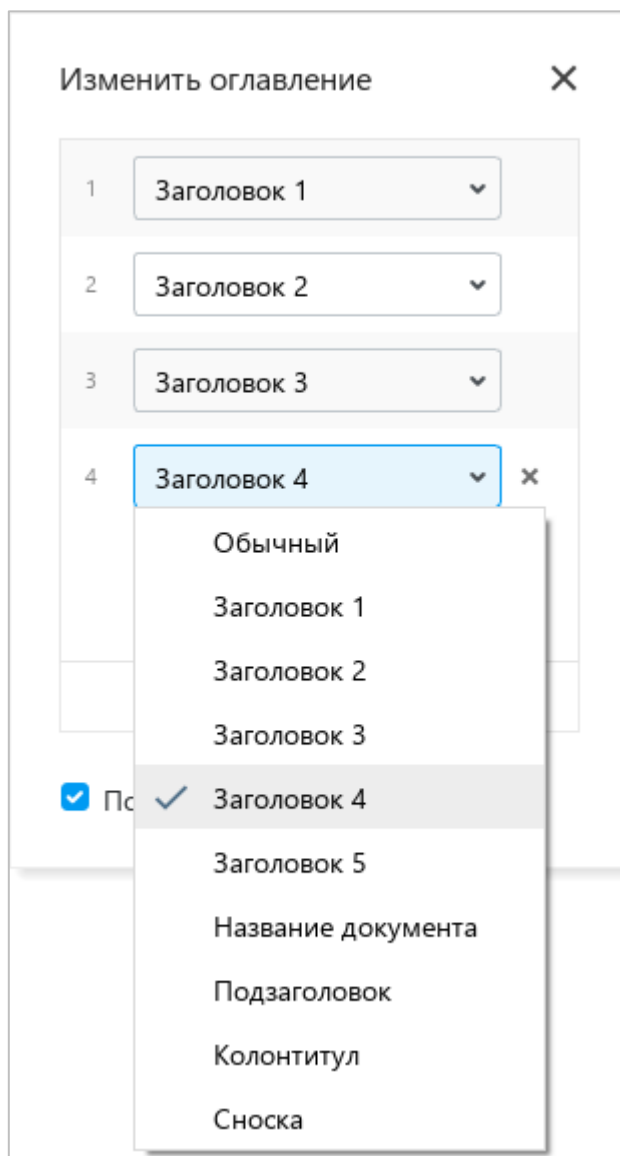 Изменить оглавление
1 Заголовок 1
2 Заголовок 2
3 Заголовок 3
4 Заголовок 4
Обычный
Заголовок 1
Заголовок 2
Заголовок 3
Заголовок 4
Заголовок 5
Название документа
Подзаголовок
Колонтитул
Сноска